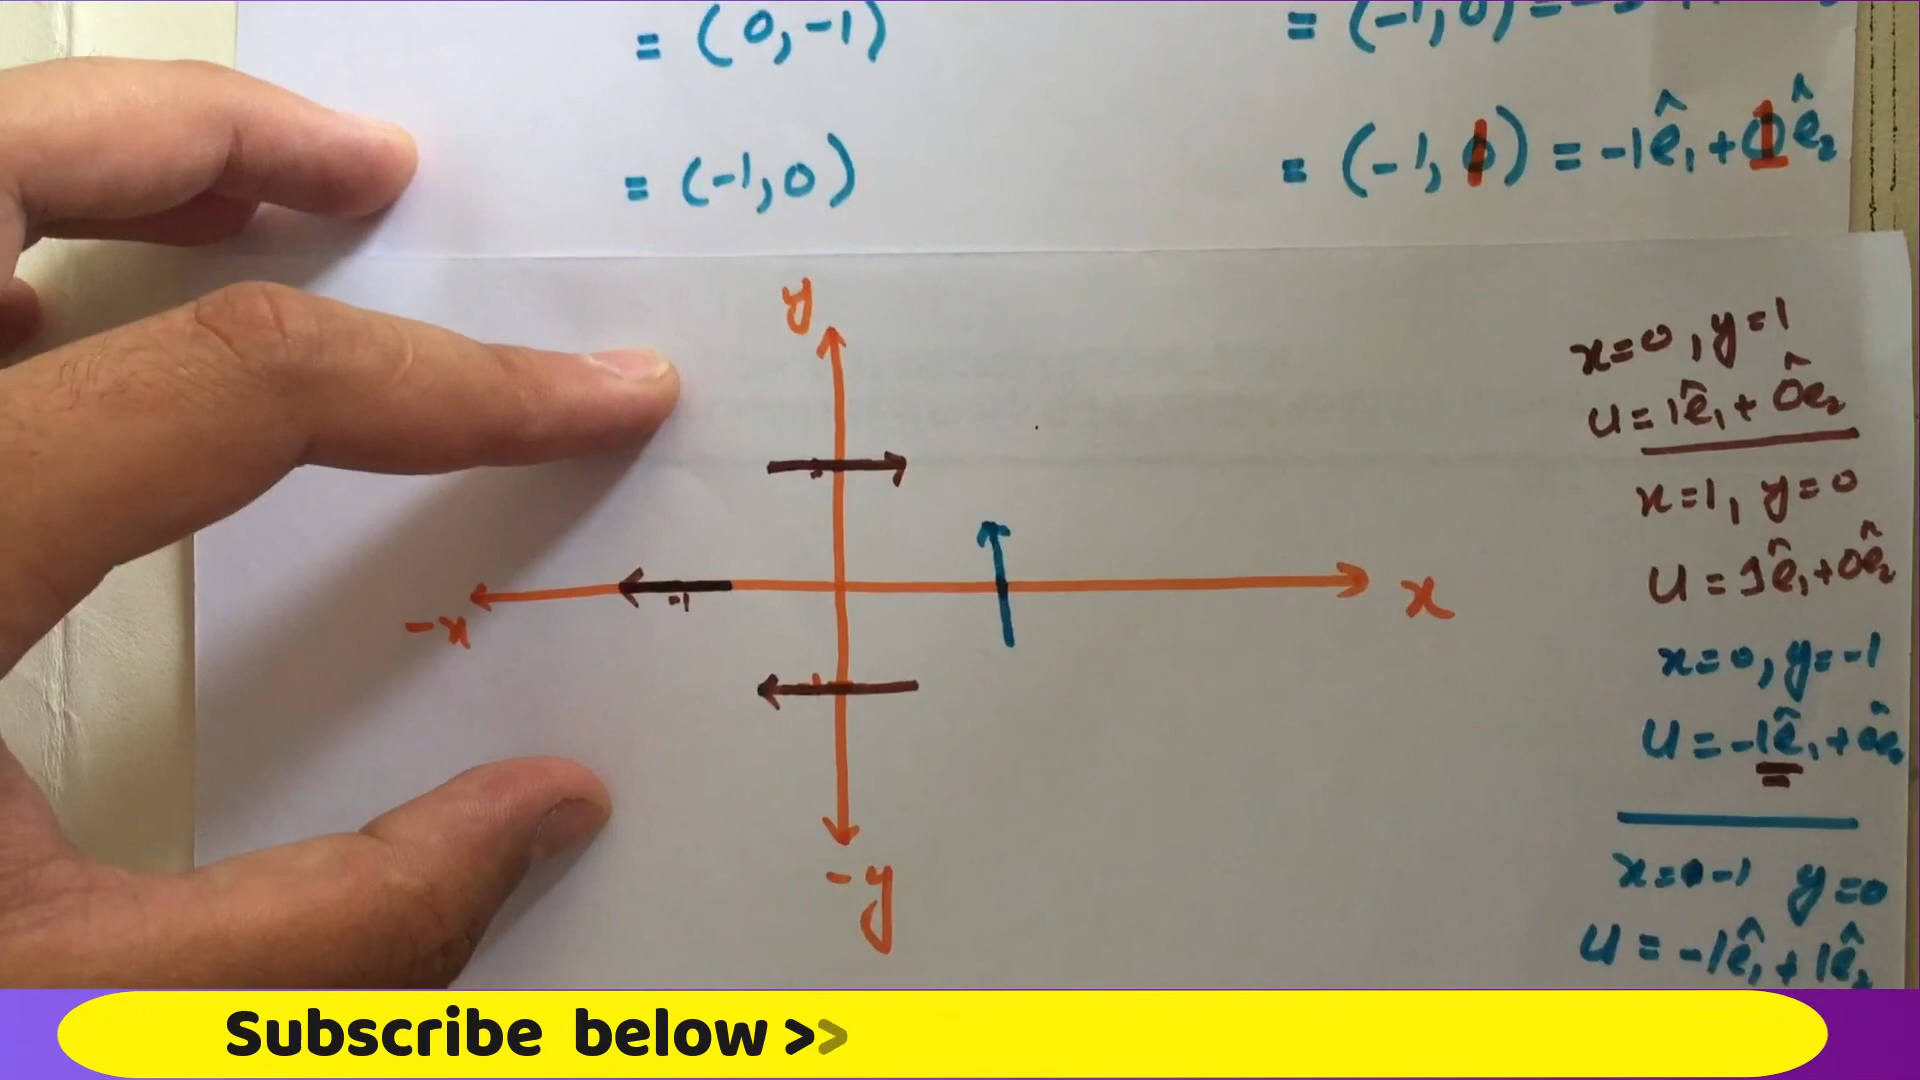 = (0,-1)
= (-1,0) =
= (-1,0)
= (-1,1) = -1ê₁+1ê₂
y
-x
x
-1
-y
x=0, y=1
u=1ê₁+0ê₂
x=1, y=0
u=1ê₁+0ê₂
x=0, y=-1
u=-1ê₁+0ê₂
x=-1 y=0
u=-1ê₁+1ê₂
Subscribe below >>